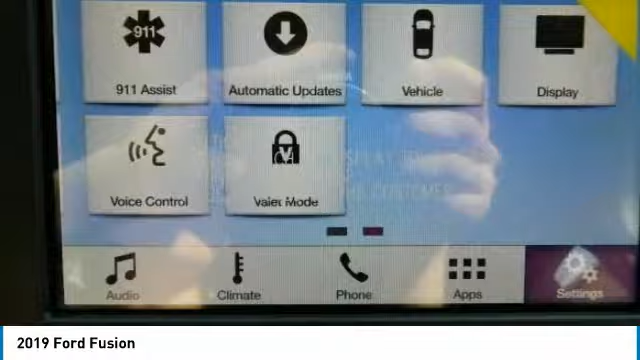 911
911 Assist
Automatic Updates
Vehicle
Display
Voice Control
Valet Mode
Audio
Climate
Phone
Apps
Settings
2019 Ford Fusion